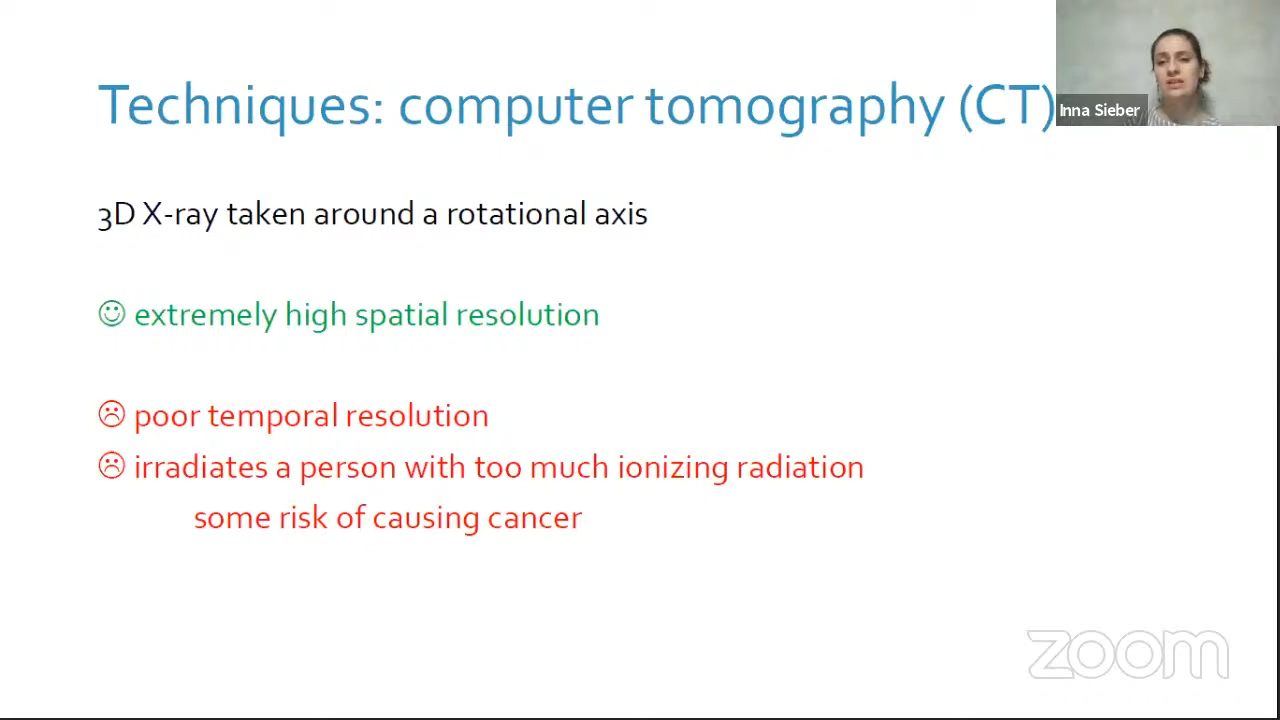 Techniques: computer tomography (CT)
Inna Sieber
3D X-ray taken around a rotational axis
☺ extremely high spatial resolution
☹ poor temporal resolution
☹ irradiates a person with too much ionizing radiation
some risk of causing cancer
zoom